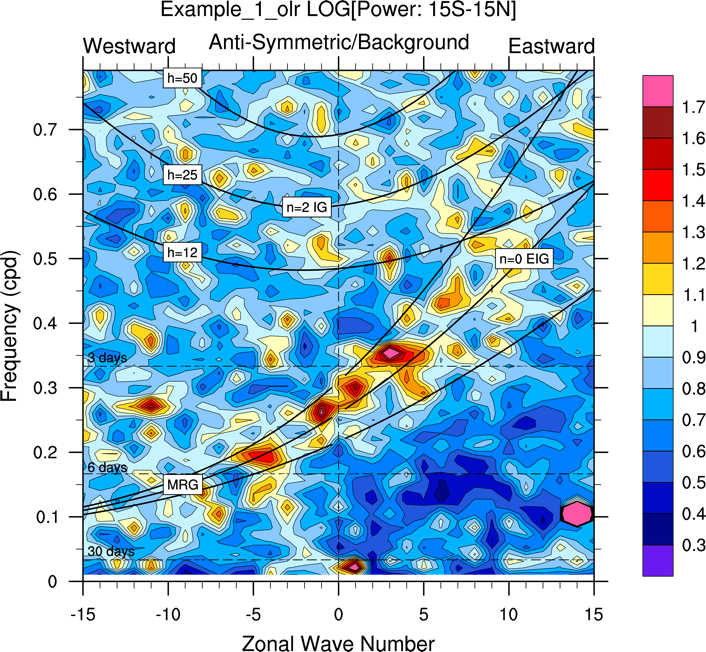 Example_1_olr LOG[Power: 15S-15N]
Westward Anti-Symmetric/Background Eastward
h=50
h=25
n=2 IG
h=12
n=0 EIG
3 days
6 days
MRG
30 days
Frequency (cpd)
0.7
0.6
0.5
0.4
0.3
0.2
0.1
0
-15 -10 -5 0 5 10 15
Zonal Wave Number
1.7
1.6
1.5
1.4
1.3
1.2
1.1
1
0.9
0.8
0.7
0.6
0.5
0.4
0.3